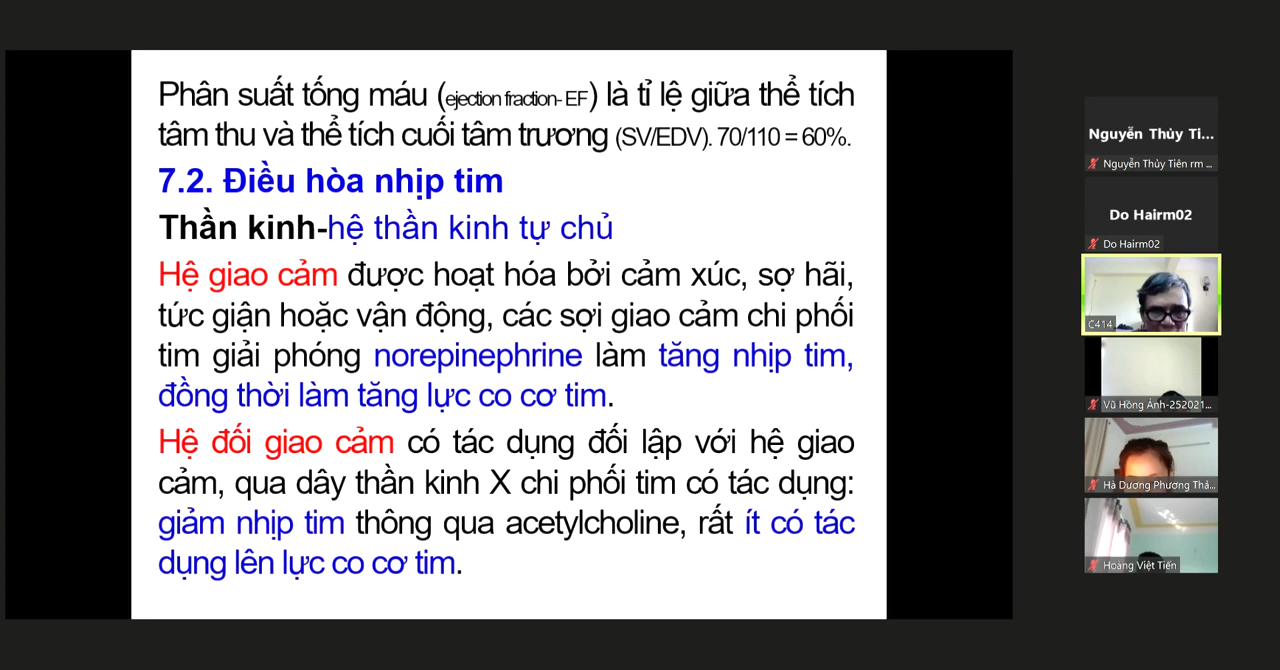 Phân suất tống máu (ejection fraction- EF) là tỉ lệ giữa thể tích
tâm thu và thể tích cuối tâm trương (SV/EDV). 70/110 = 60%.
7.2. Điều hòa nhịp tim
Thần kinh-hệ thần kinh tự chủ
Hệ giao cảm được hoạt hóa bởi cảm xúc, sợ hãi,
tức giận hoặc vận động, các sợi giao cảm chi phối
tim giải phóng norepinephrine làm tăng nhịp tim,
đồng thời làm tăng lực co cơ tim.
Hệ đối giao cảm có tác dụng đối lập với hệ giao
cảm, qua dây thần kinh X chi phối tim có tác dụng:
giảm nhịp tim thông qua acetylcholine, rất ít có tác
dụng lên lực co cơ tim.
Nguyễn Thủy Ti...
Nguyễn Thủy Tiên rm ...
Do Hairm02
Do Hairm02
C414
Vũ Hồng Ánh-252021...
Hà Dương Phương Thả...
Hoàng Việt Tiến